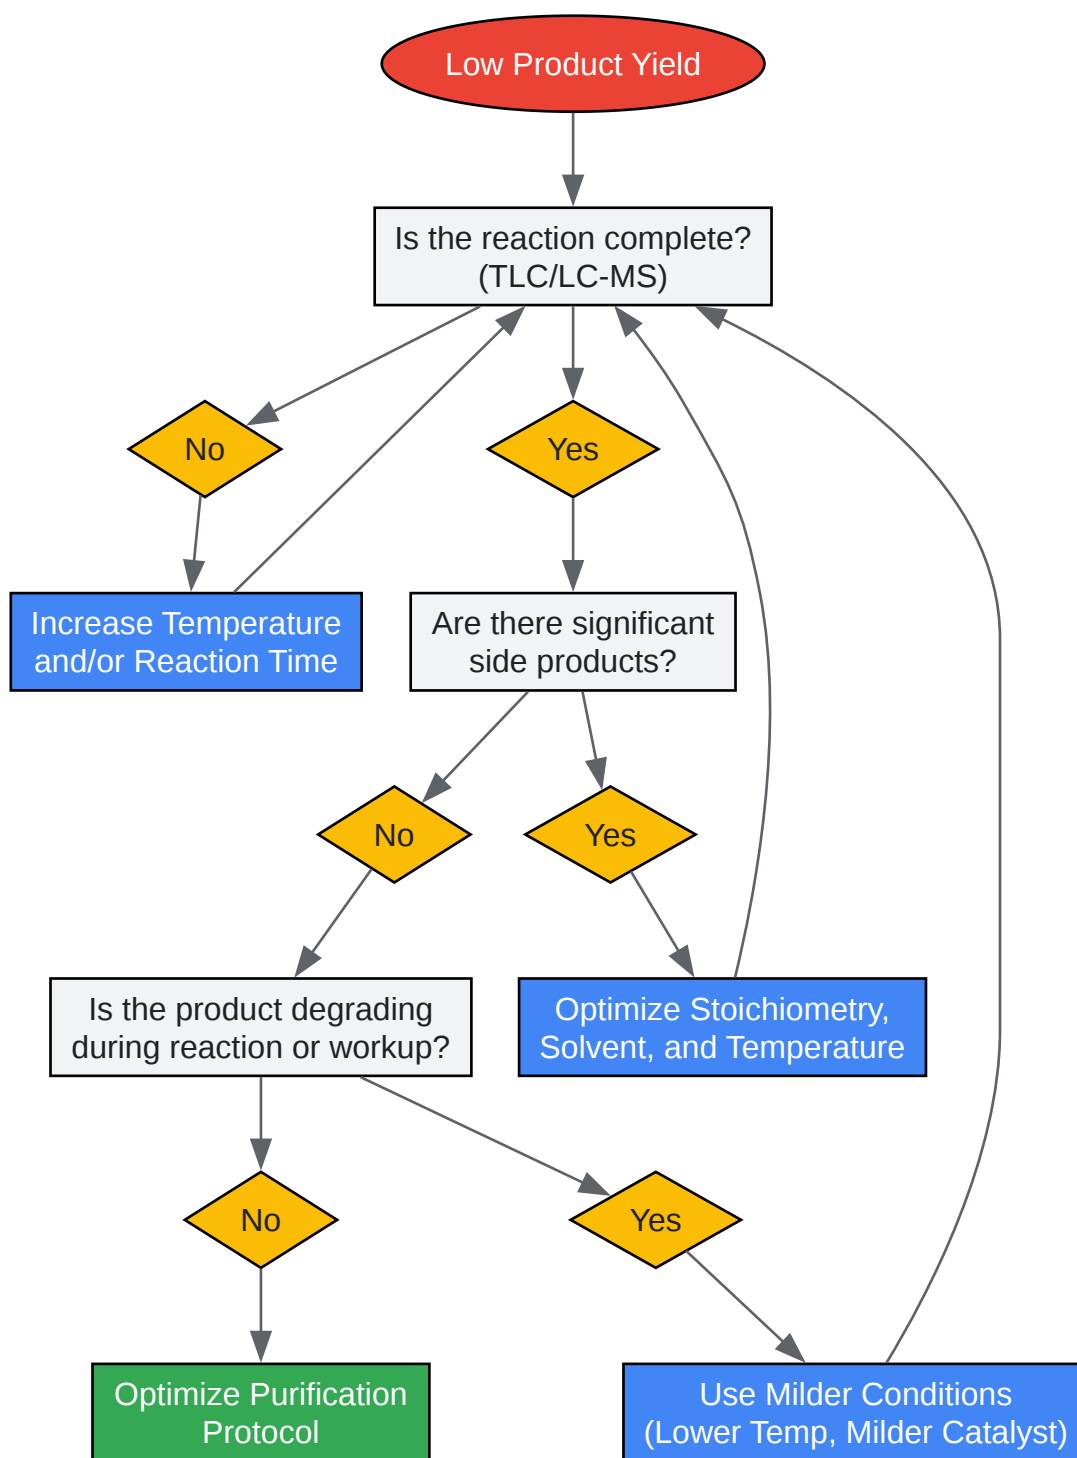 Low Product Yield
Is the reaction complete?
(TLC/LC-MS)
No
Yes
Increase Temperature
and/or Reaction Time
Are there significant
side products?
No
Yes
Is the product degrading
during reaction or workup?
Optimize Stoichiometry,
Solvent, and Temperature
No
Yes
Optimize Purification
Protocol
Use Milder Conditions
(Lower Temp, Milder Catalyst)